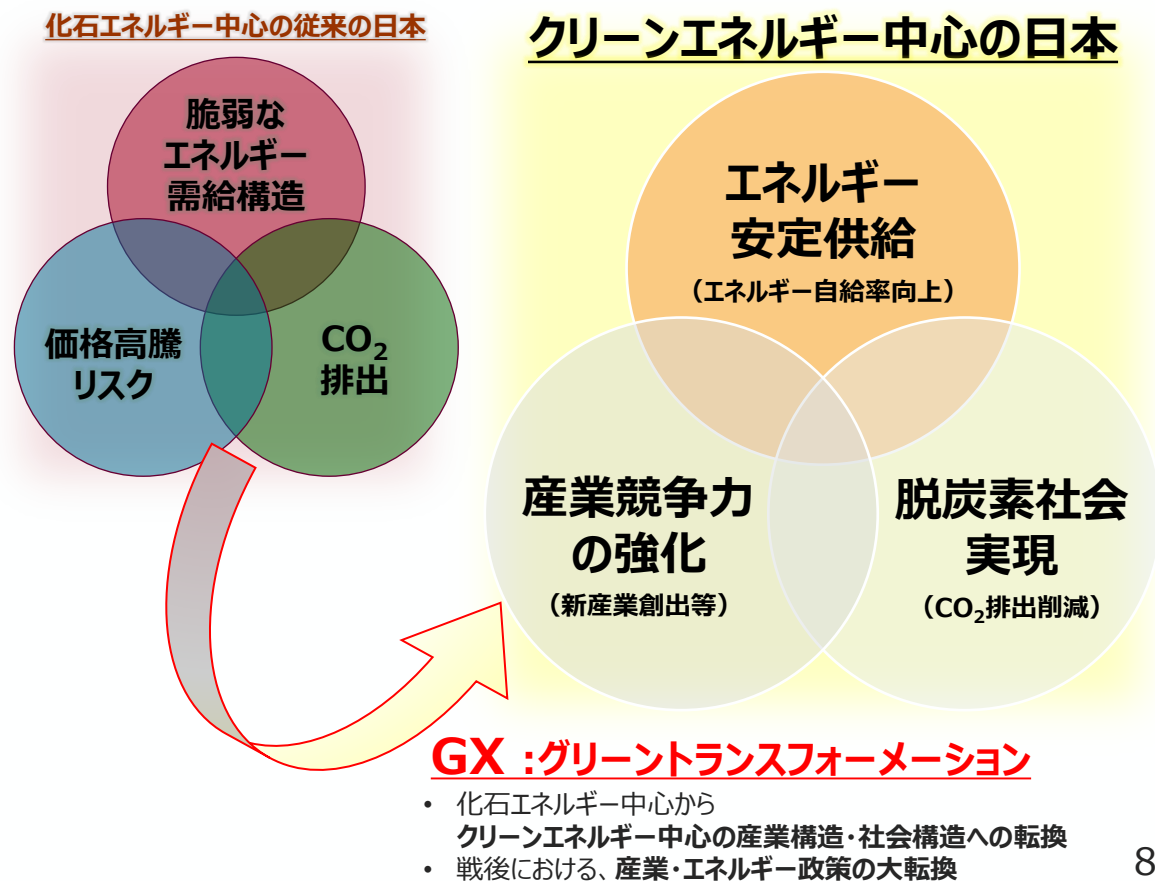 化石エネルギー中心の従来の日本
脆弱な
エネルギー
需給構造
価格高騰
リスク
CO₂
排出
クリーンエネルギー中心の日本
エネルギー
安定供給
（エネルギー自給率向上）
産業競争力
の強化
（新産業創出等）
脱炭素社会
実現
（CO₂排出削減）
GX ：グリーントランスフォーメーション
• 化石エネルギー中心から
クリーンエネルギー中心の産業構造・社会構造への転換
• 戦後における、産業・エネルギー政策の大転換
8